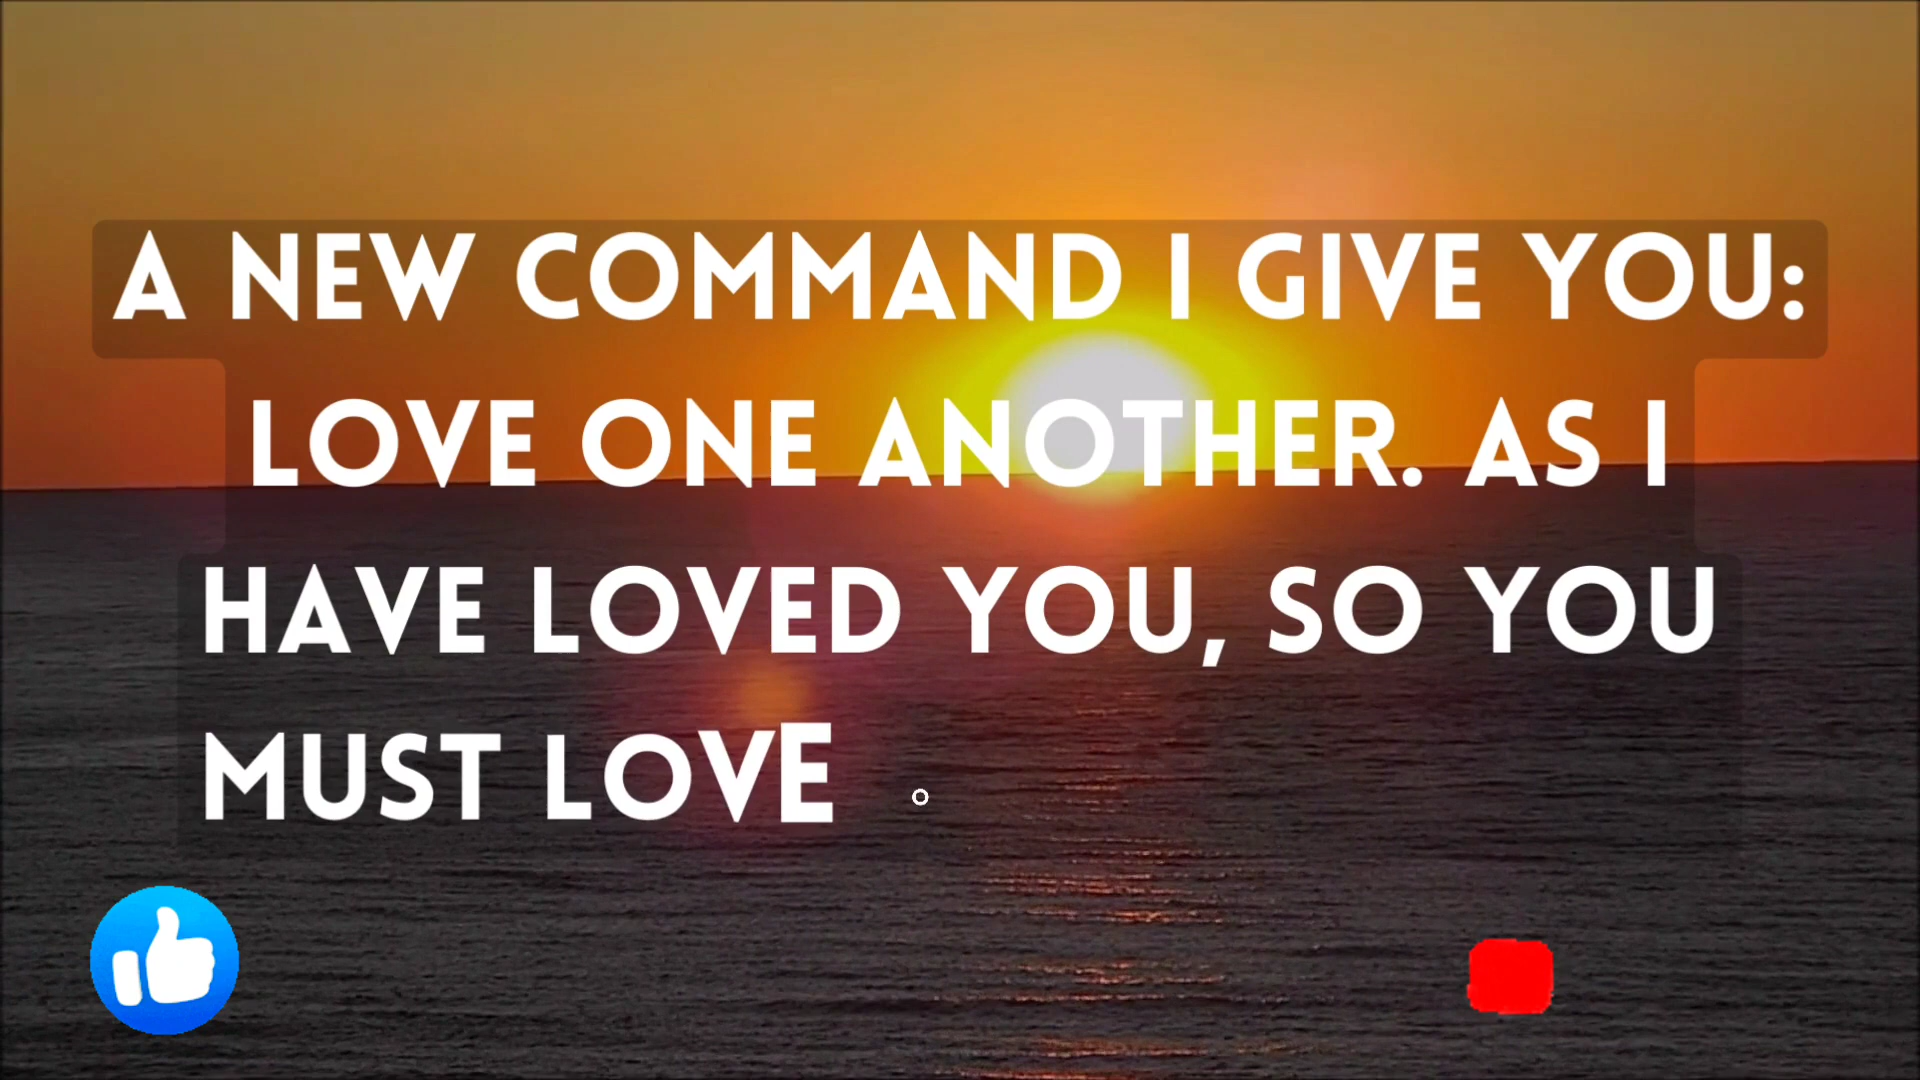 A NEW COMMAND I GIVE YOU:
LOVE ONE ANOTHER. AS I
HAVE LOVED YOU, SO YOU
MUST LOVE